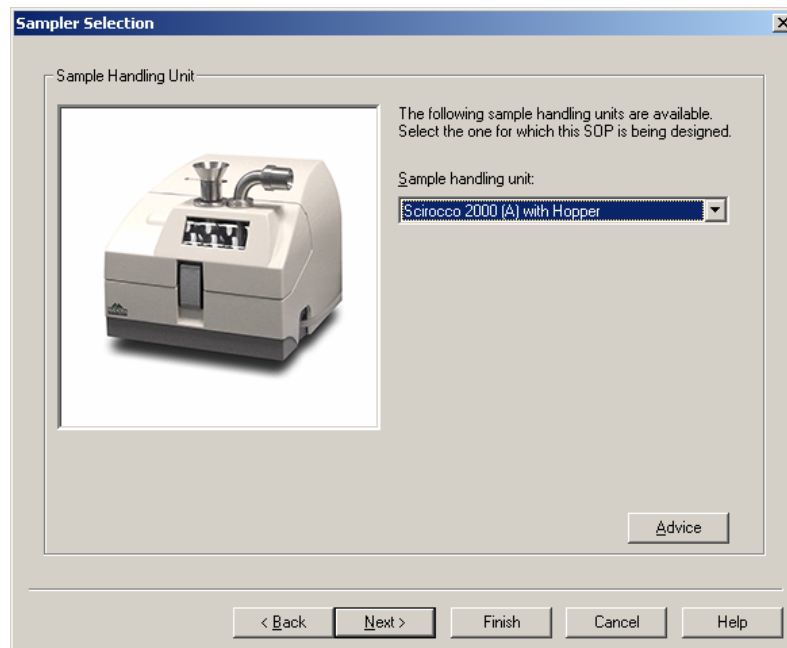 Sampler Selection
Sample Handling Unit
The following sample handling units are available.
Select the one for which this SOP is being designed.
Sample handling unit:
Scirocco 2000 (A) with Hopper
Advice
< Back
Next >
Finish
Cancel
Help